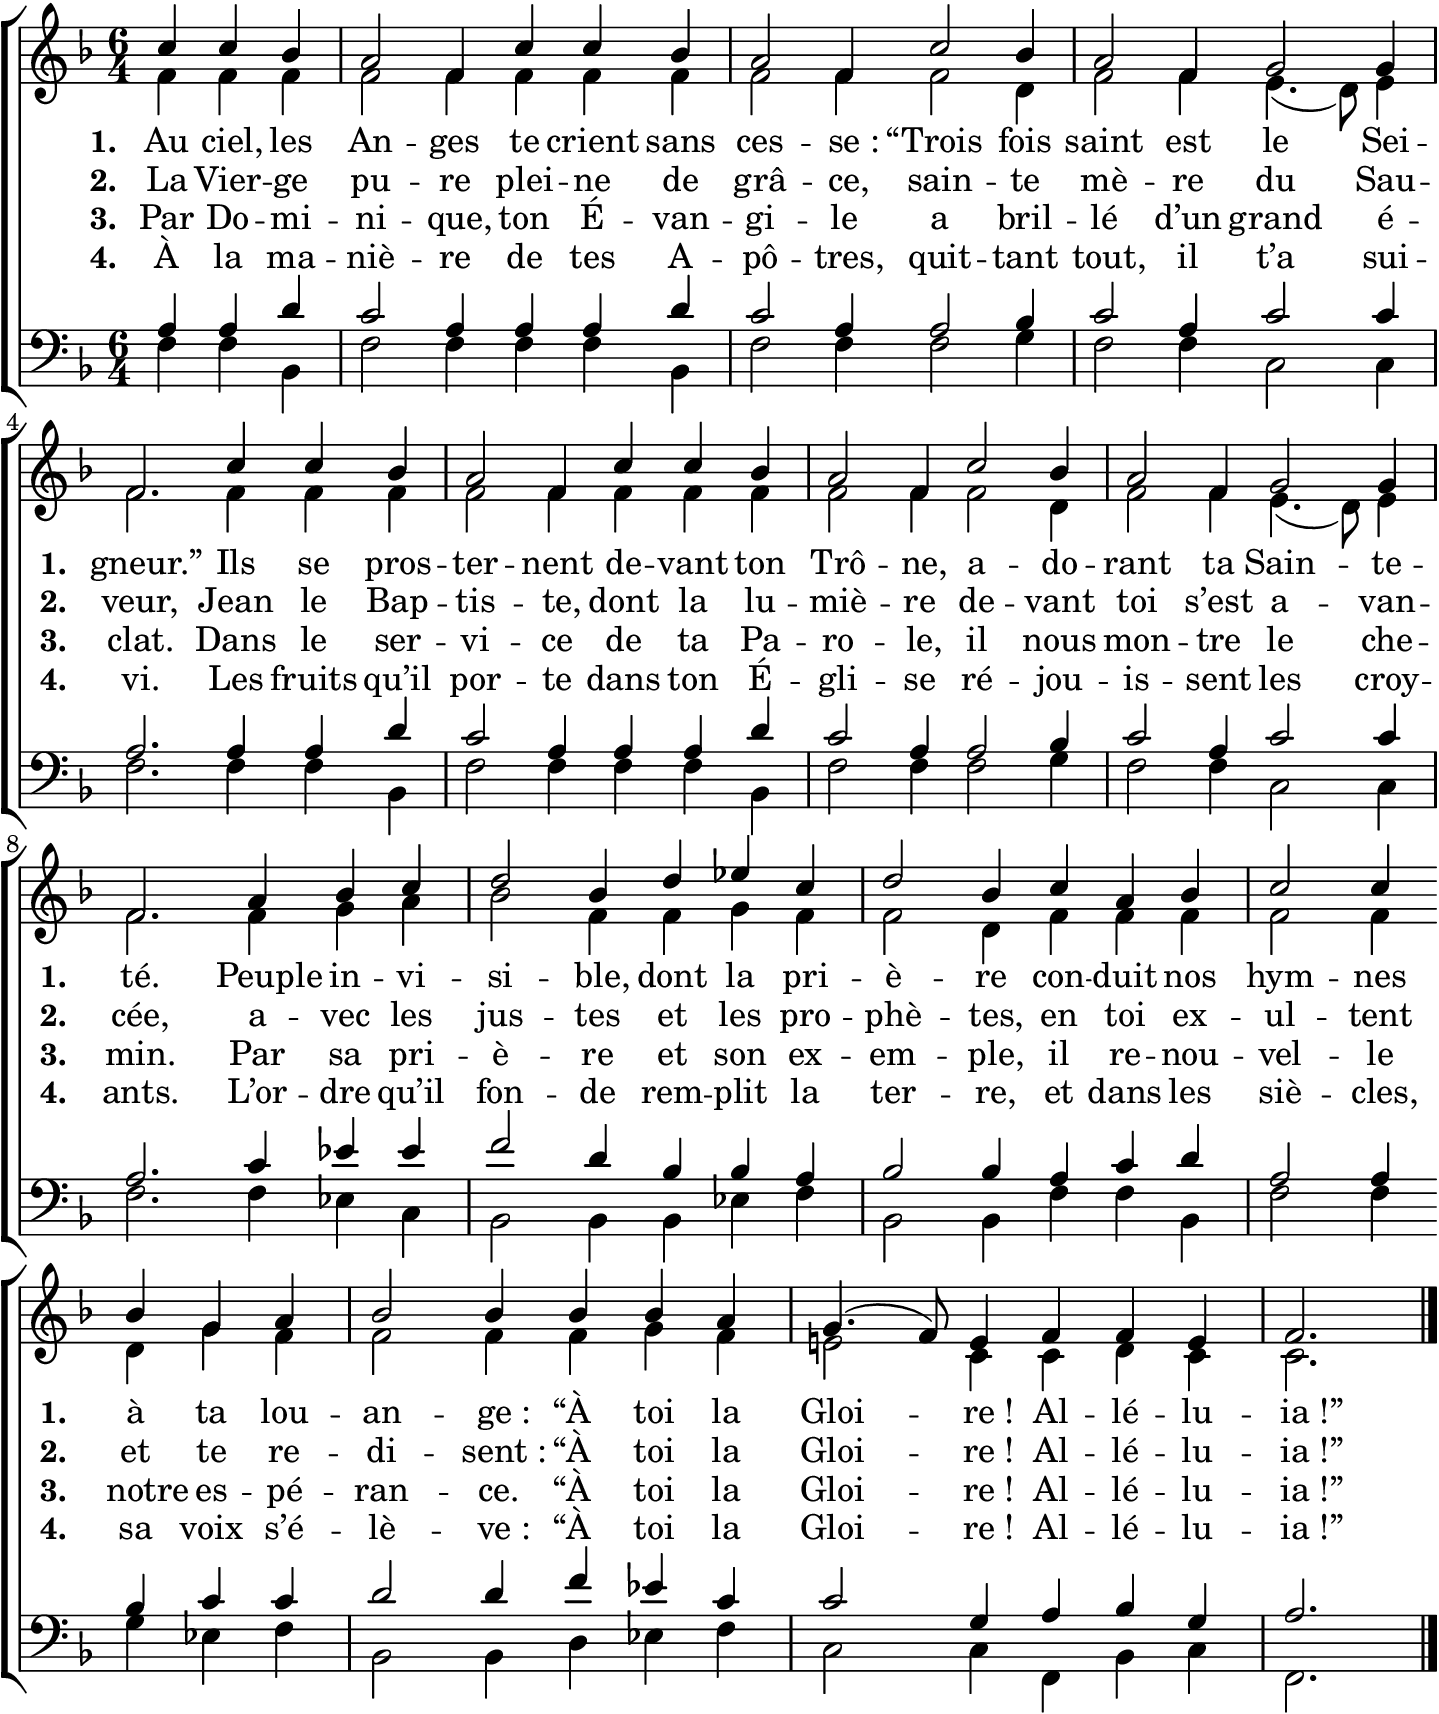 6 4
1. Au ciel, les An -- ges te crient sans ces -- se : “Trois fois saint est le Sei --
2. La Vier -- ge pu -- re plei -- ne de grâ -- ce, sain -- te mè -- re du Sau --
3. Par Do -- mi -- ni -- que, ton É -- van -- gi -- le a bril -- lé d’un grand é --
4. À la ma -- niè -- re de tes A -- pô -- tres, quit -- tant tout, il t’a sui --
6 4
4
1. gneur.” Ils se pros -- ter -- nent de -- vant ton Trô -- ne, a -- do -- rant ta Sain -- te --
2. veur, Jean le Bap -- tis -- te, dont la lu -- miè -- re de -- vant toi s’est a -- van --
3. clat. Dans le ser -- vi -- ce de ta Pa -- ro -- le, il nous mon -- tre le che --
4. vi. Les fruits qu’il por -- te dans ton É -- gli -- se ré -- jou -- is -- sent les croy --
8
1. té. Peuple in -- vi -- si -- ble, dont la pri -- è -- re con -- duit nos hym -- nes
2. cée, a -- vec les jus -- tes et les pro -- phè -- tes, en toi ex -- ul -- tent
3. min. Par sa pri -- è -- re et son ex -- em -- ple, il re -- nou -- vel -- le
4. ants. L’or -- dre qu’il fon -- de rem -- plit la ter -- re, et dans les siè -- cles,
1. à ta lou -- an -- ge : “À toi la Gloi -- re ! Al -- lé -- lu -- ia !”
2. et te re -- di -- sent : “À toi la Gloi -- re ! Al -- lé -- lu -- ia !”
3. notre es -- pé -- ran -- ce. “À toi la Gloi -- re ! Al -- lé -- lu -- ia !”
4. sa voix s’é -- lè -- ve : “À toi la Gloi -- re ! Al -- lé -- lu -- ia !”